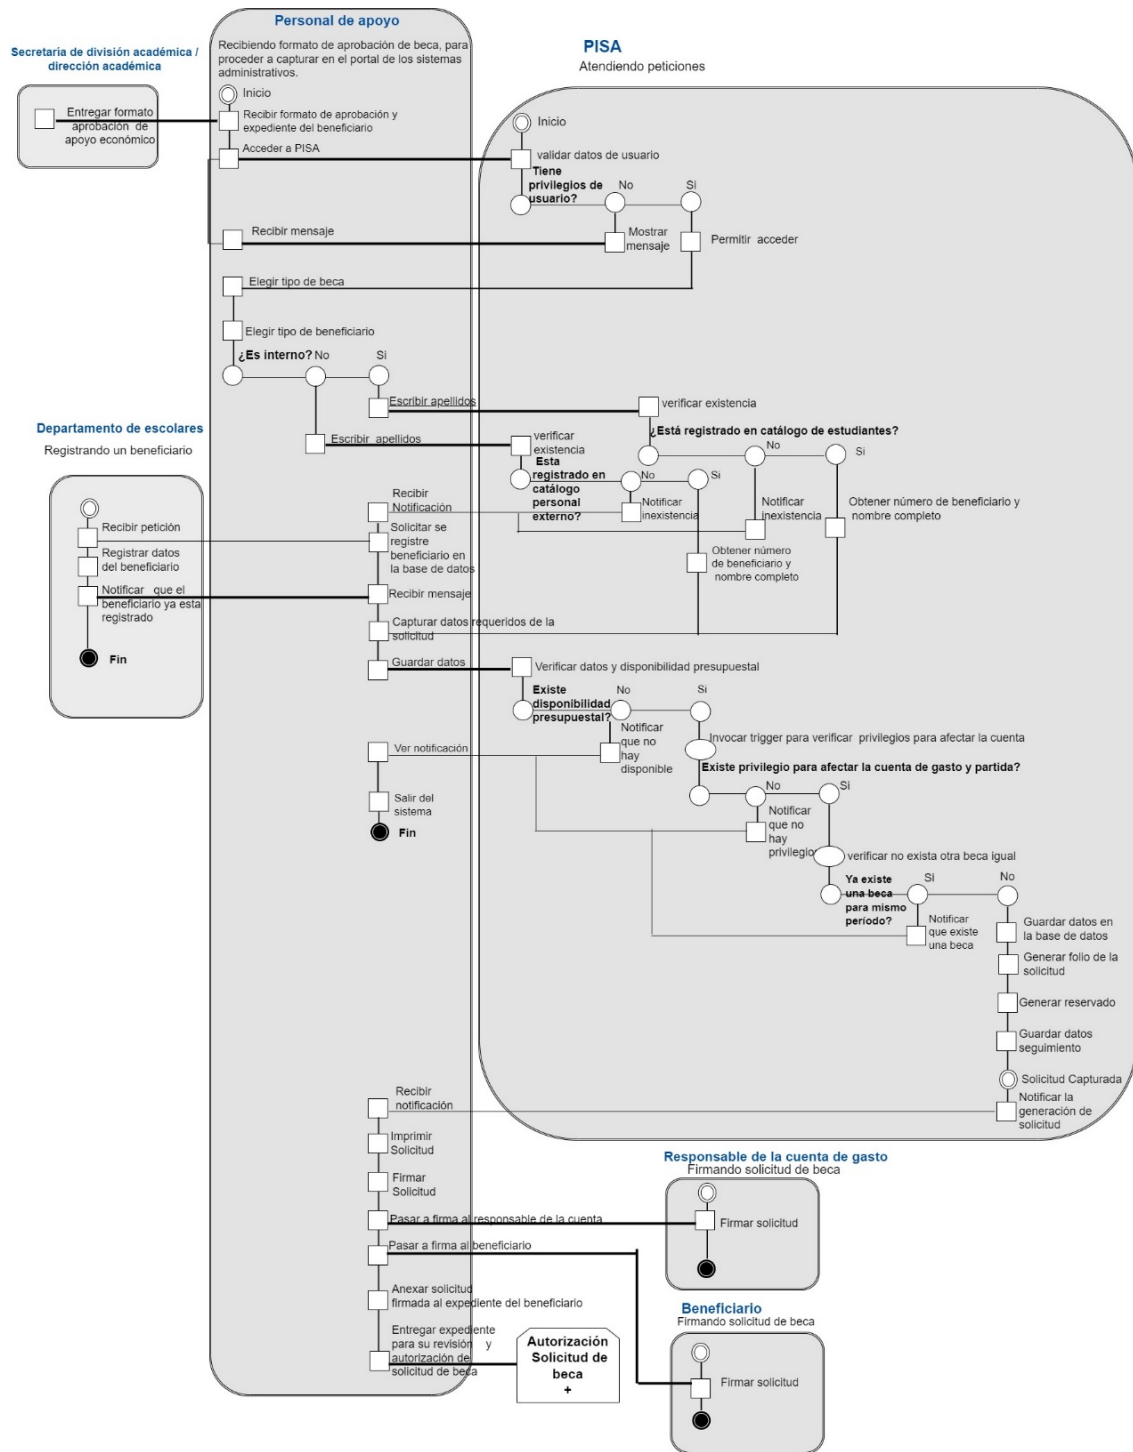 Personal de apoyo
Recibiendo formato de aprobación de beca, para
proceder a capturar en el portal de los sistemas
administrativos.
Secretaría de división académica /
dirección académica
PISA
Atendiendo peticiones
Inicio
Entregar formato
aprobación de
apoyo económico
Recibir formato de aprobación y
expediente del beneficiario
Acceder a PISA
Inicio
validar datos de usuario
Tiene
privilegios de
usuario?
No
Si
Recibir mensaje
Mostrar
mensaje
Permitir acceder
Elegir tipo de beca
Elegir tipo de beneficiario
¿Es interno?
No
Si
Escribir apellidos
verificar existencia
¿Está registrado en catálogo de estudiantes?
No
Si
Departamento de escolares
Registrando un beneficiario
Escribir apellidos
verificar
existencia
Esta
registrado en
catálogo
personal
externo?
No
Si
Recibir
Notificación
Notificar
inexistencia
Notificar
inexistencia
Obtener número de beneficiario y
nombre completo
Recibir petición
Solicitar se
registre
beneficiario en
la base de datos
Registrar datos
del beneficiario
Obtener número
de beneficiario y
nombre completo
Notificar que el
beneficiario ya esta
registrado
Recibir mensaje
Capturar datos requeridos de la
solicitud
Fin
Guardar datos
Verificar datos y disponibilidad presupuestal
Existe
disponibilidad
presupuestal?
No
Si
Notificar
que no
hay
disponible
Invocar trigger para verificar privilegios para afectar la cuenta
Ver notificación
Existe privilegio para afectar la cuenta de gasto y partida?
No
Si
Salir del
sistema
Notificar
que no
hay
privilegios
Fin
verificar no exista otra beca igual
Ya existe
una beca
para mismo
período?
Si
No
Notificar
que existe
una beca
Guardar datos en
la base de datos
Generar folio de la
solicitud
Generar reservado
Guardar datos
seguimiento
Solicitud Capturada
Recibir
notificación
Notificar la
generación de
solicitud
Imprimir
Solicitud
Responsable de la cuenta de gasto
Firmando solicitud de beca
Firmar
Solicitud
Pasar a firma al responsable de la cuenta
Firmar solicitud
Pasar a firma al beneficiario
Anexar solicitud
firmada al expediente del beneficiario
Beneficiario
Firmando solicitud de beca
Entregar expediente
para su revisión y
autorización de
solicitud de beca
Autorización
Solicitud de
beca
+
Firmar solicitud